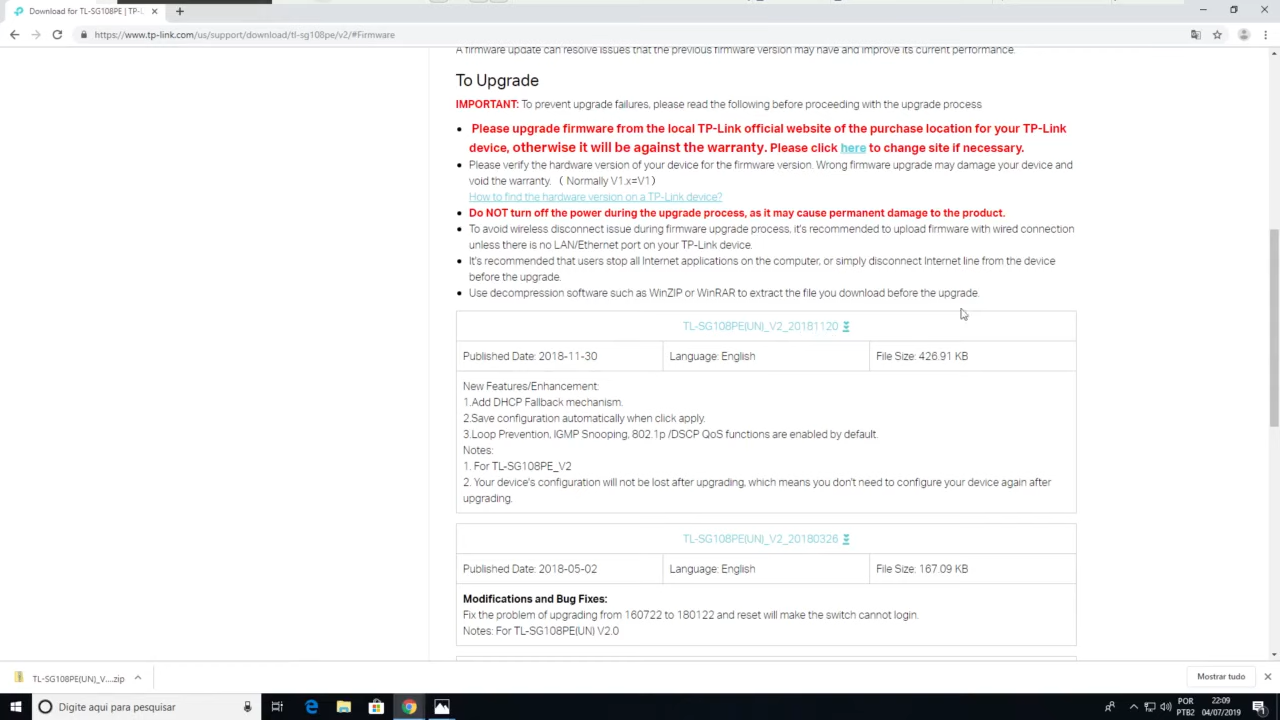 Download for TL-SG108PE | TP-L
https://www.tp-link.com/us/support/download/tl-sg108pe/v2/#Firmware
A firmware update can resolve issues that the previous firmware version may have and improve its current performance.
To Upgrade
IMPORTANT: To prevent upgrade failures, please read the following before proceeding with the upgrade process
Please upgrade firmware from the local TP-Link official website of the purchase location for your TP-Link
device, otherwise it will be against the warranty. Please click here to change site if necessary.
Please verify the hardware version of your device for the firmware version. Wrong firmware upgrade may damage your device and
void the warranty. （ Normally V1.x=V1）
How to find the hardware version on a TP-Link device?
Do NOT turn off the power during the upgrade process, as it may cause permanent damage to the product.
To avoid wireless disconnect issue during firmware upgrade process, it's recommended to upload firmware with wired connection
unless there is no LAN/Ethernet port on your TP-Link device.
It's recommended that users stop all Internet applications on the computer, or simply disconnect Internet line from the device
before the upgrade.
Use decompression software such as WinZIP or WinRAR to extract the file you download before the upgrade.
TL-SG108PE(UN)_V2_20181120
Published Date: 2018-11-30 Language: English File Size: 426.91 KB
New Features/Enhancement:
1.Add DHCP Fallback mechanism.
2.Save configuration automatically when click apply.
3.Loop Prevention, IGMP Snooping, 802.1p /DSCP QoS functions are enabled by default.
Notes:
1. For TL-SG108PE_V2
2. Your device's configuration will not be lost after upgrading, which means you don't need to configure your device again after
upgrading.
TL-SG108PE(UN)_V2_20180326
Published Date: 2018-05-02 Language: English File Size: 167.09 KB
Modifications and Bug Fixes:
Fix the problem of upgrading from 160722 to 180122 and reset will make the switch cannot login.
Notes: For TL-SG108PE(UN) V2.0
TL-SG108PE(UN)_V....zip
Mostrar tudo
Digite aqui para pesquisar
POR
PTB2
22:09
04/07/2019
1